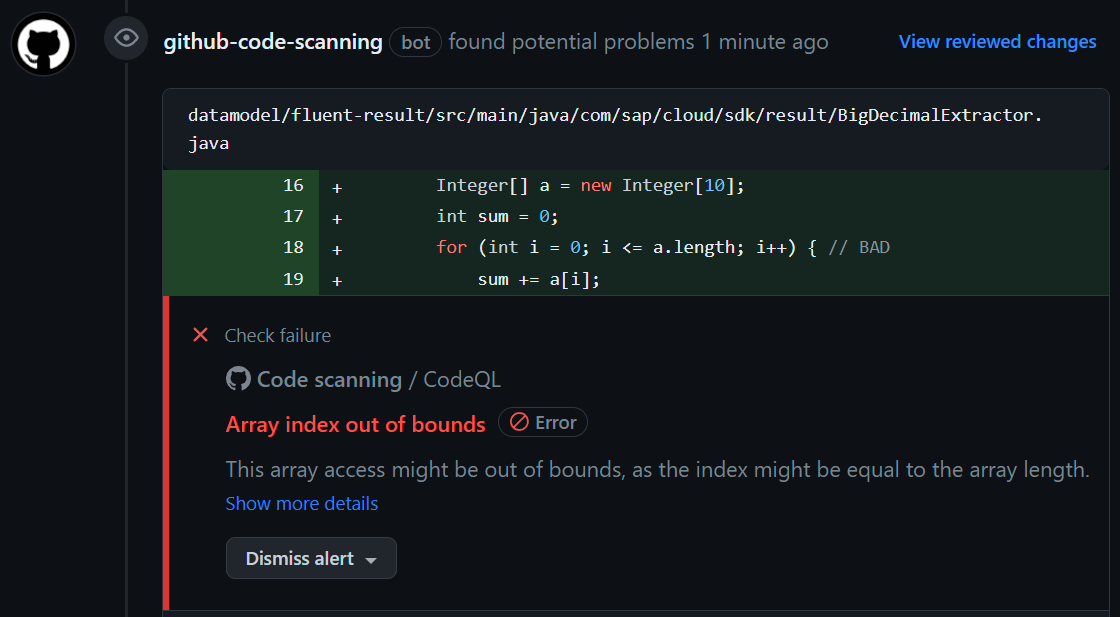 github-code-scanning bot found potential problems 1 minute ago View reviewed changes
datamodel/fluent-result/src/main/java/com/sap/cloud/sdk/result/BigDecimalExtractor.
java
16 + Integer[] a = new Integer[10];
17 + int sum = 0;
18 + for (int i = 0; i <= a.length; i++) { // BAD
19 + sum += a[i];
Check failure
Code scanning / CodeQL
Array index out of bounds Error
This array access might be out of bounds, as the index might be equal to the array length.
Show more details
Dismiss alert